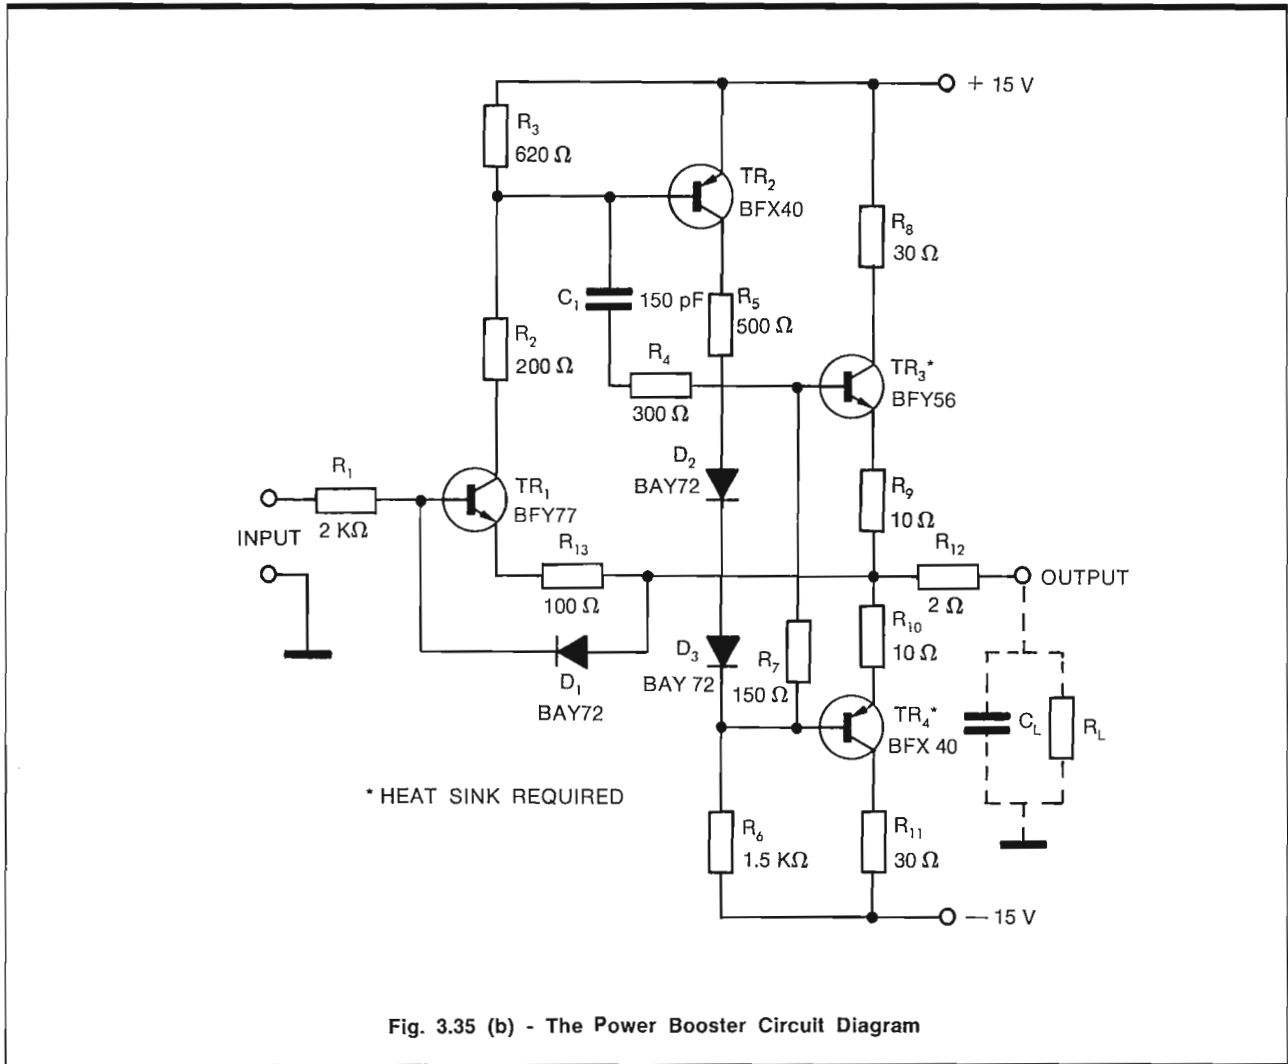 + 15 V
R₃
620 Ω
TR₂
BFX40
R₈
30 Ω
C₁
150 pF
R₅
500 Ω
R₂
200 Ω
R₄
300 Ω
TR₃*
BFY56
D₂
BAY72
R₁
2 KΩ
TR₁
BFY77
R₉
10 Ω
INPUT
R₁₃
100 Ω
R₁₂
2 Ω
OUTPUT
D₁
BAY72
D₃
BAY 72
R₇
150 Ω
R₁₀
10 Ω
TR₄*
BFX 40
C_L
R_L
* HEAT SINK REQUIRED
R₆
1.5 KΩ
R₁₁
30 Ω
— 15 V
Fig. 3.35 (b) - The Power Booster Circuit Diagram